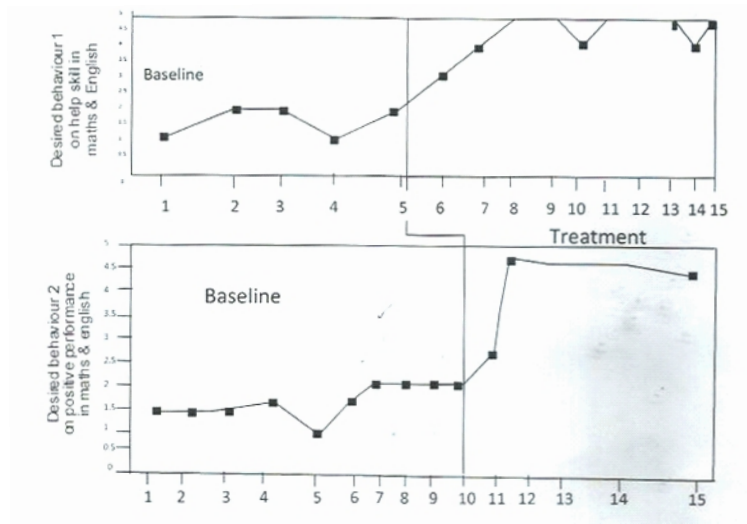 Desired behaviour 1
on help skill in
maths & English
Baseline
1 2 3 4 5 6 7 8 9 10 11 12 13 14 15
Treatment
Desired behaviour 2
on positive performance
in maths & english
5
4.5
4
3.5
3
2.5
2
1.5
1
0.5
0
Baseline
1 2 3 4 5 6 7 8 9 10 11 12 13 14 15